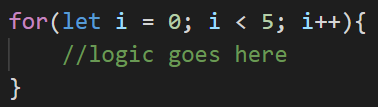 for(let i = 0; i < 5; i++){
    //logic goes here
}